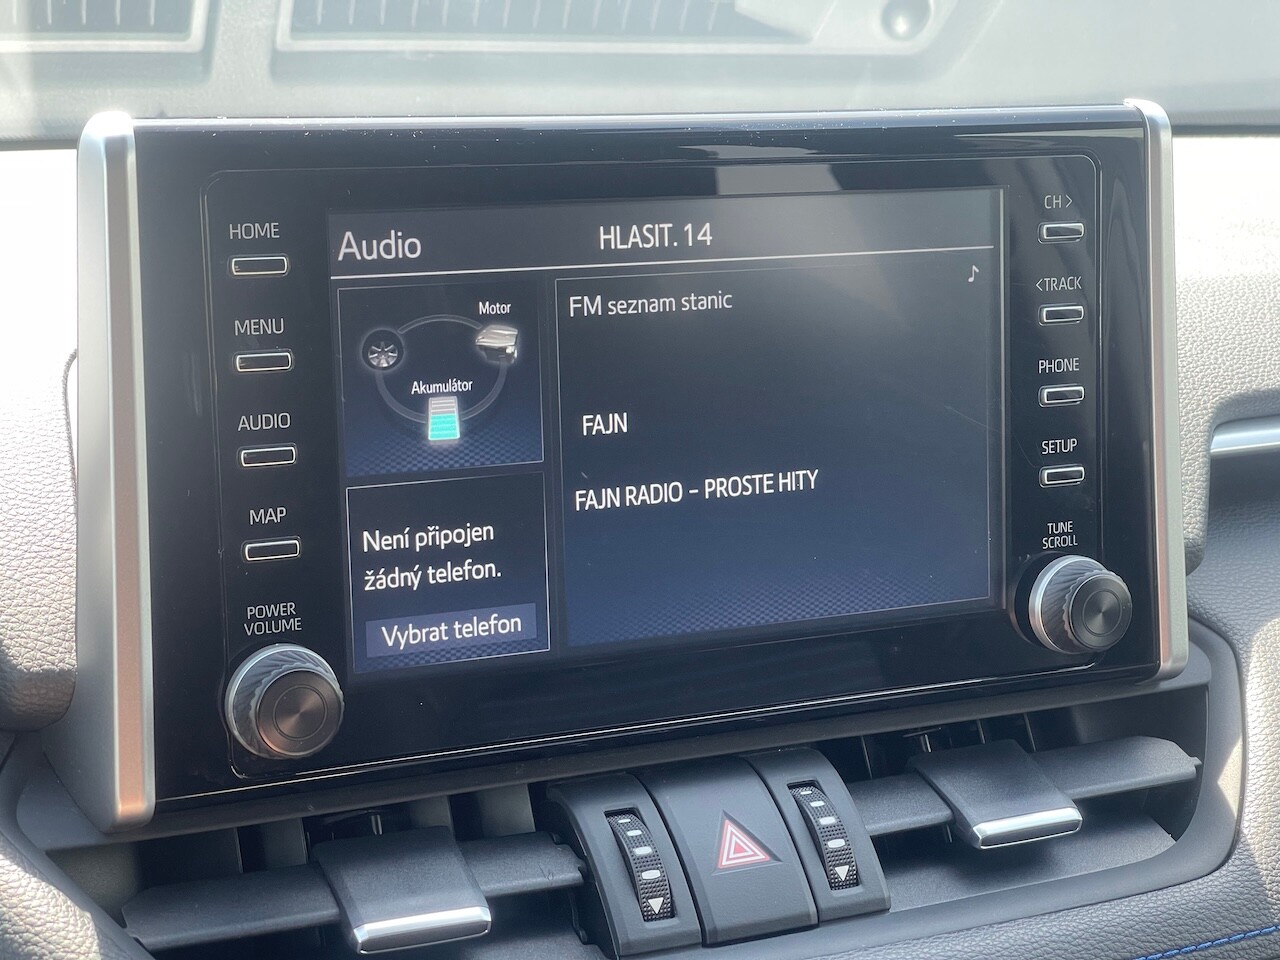 HOME
MENU
AUDIO
MAP
POWER
VOLUME
Audio
HLASIT. 14
Motor
Akumulátor
Není připojen
žádný telefon.
Vybrat telefon
FM seznam stanic
FAJN
FAJN RADIO - PROSTE HITY
CH >
<TRACK
PHONE
SETUP
TUNE
SCROLL